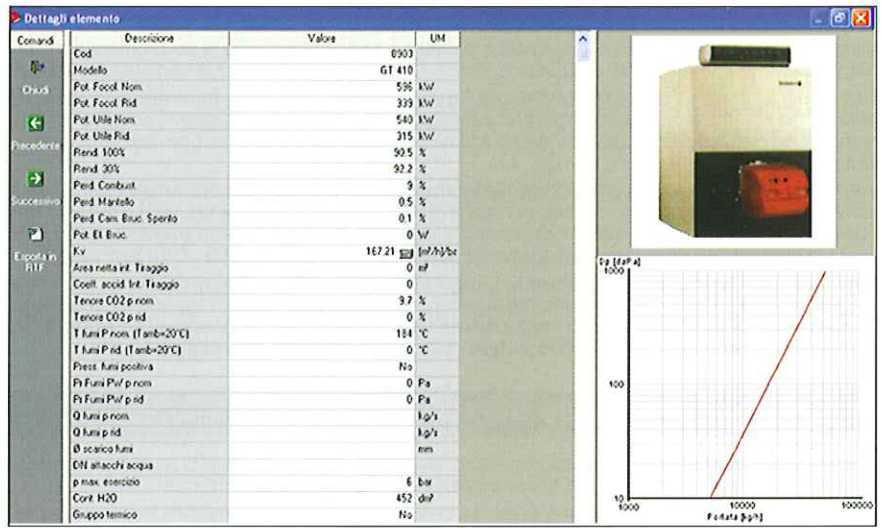 Dettagli elemento
Comandi Descrizione Valore UM
Chiudi
Precedente
Successivo
Esporta in RTF
Cod 8903
Modello GT 410
Pot. Focol. Nom. 596 kW
Pot. Focol. Rid. 339 kW
Pot. Utile Nom. 540 kW
Pot. Utile Rid. 315 kW
Rend. 100% 90.5 %
Rend. 30% 92.2 %
Perd. Combust. 9 %
Perd. Mantello 0.5 %
Perd. Cam. Bruc. Spento 0.1 %
Pot. El. Bruc. 0 W
Kv 167.21 (m³/h)/ba
Area netta int. Tiraggio 0 m²
Coeff. accid. Int. Tiraggio 0
Tenore CO2 p nom. 9.7 %
Tenore CO2 p rid. 0 %
T fumi P nom. (Tamb=20°C) 184 °C
T fumi P rid. (Tamb=20°C) 0 °C
Press. fumi positiva No
Pr Fumi PW p nom 0 Pa
Pr Fumi PW p rid 0 Pa
Q fumi p nom. kg/s
Q fumi p rid. kg/s
Ø scarico fumi mm
DN attacchi acqua
p max. esercizio 6 bar
Cont. H2O 452 dm³
Gruppo termico No
Dp [daPa]
1000
100
10
1000 10000 100000
Portata [kg/h]